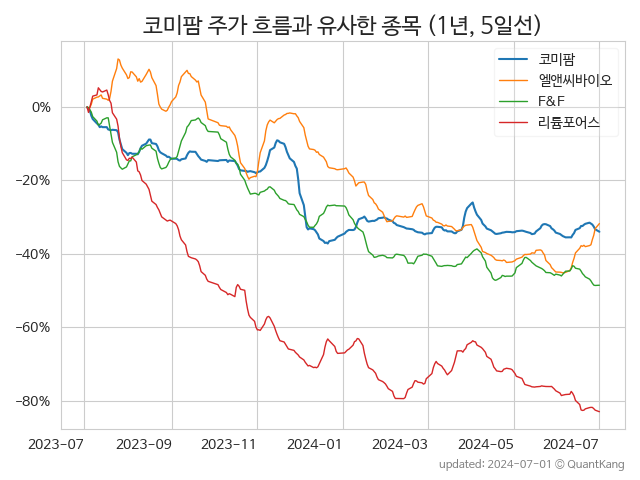 코미팜 주가 흐름과 유사한 종목 (1년, 5일선)
코미팜
엘앤씨바이오
F&F
리튬포어스
0%
−20%
−40%
−60%
−80%
2023-07
2023-09
2023-11
2024-01
2024-03
2024-05
2024-07
updated: 2024-07-01 © QuantKang